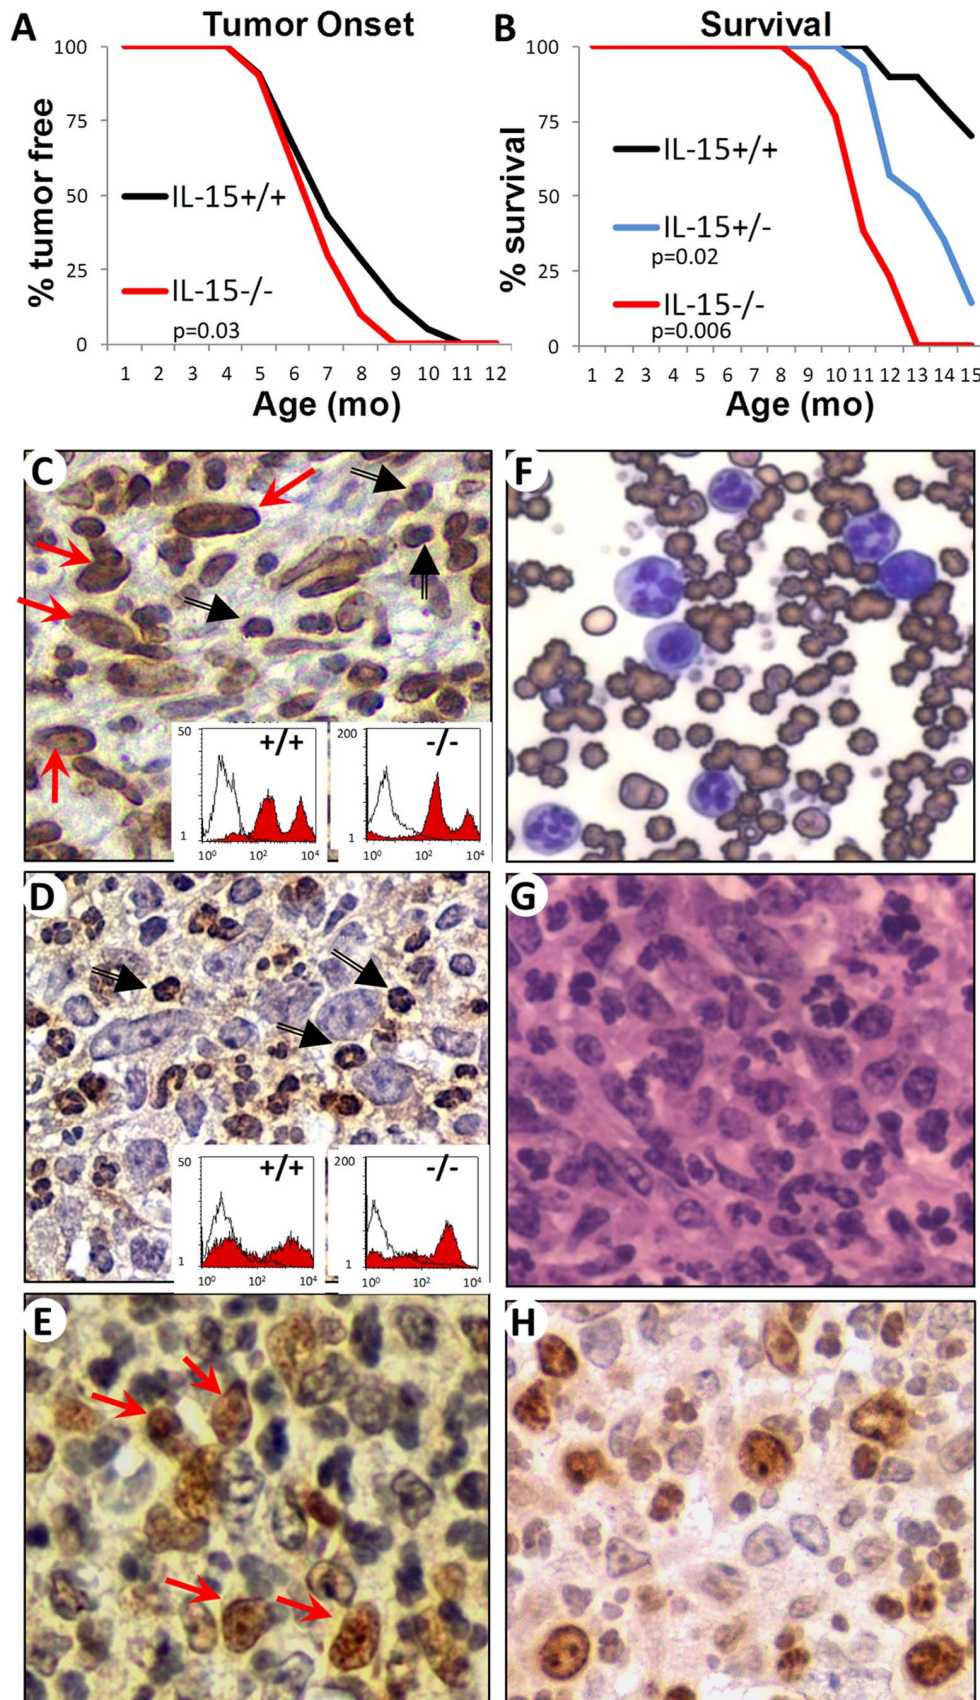 A Tumor Onset
% tumor free
100
75
50
25
0
IL-15+/+
IL-15-/-
p=0.03
1 2 3 4 5 6 7 8 9 10 11 12
Age (mo)
B Survival
% survival
100
75
50
25
0
IL-15+/+
IL-15+/-
p=0.02
IL-15-/-
p=0.006
1 2 3 4 5 6 7 8 9 10 11 12 13 14 15
Age (mo)
C
50
+/+
1
10⁰ 10² 10⁴
200
-/-
1
10⁰ 10² 10⁴
F
D
50
+/+
1
10⁰ 10² 10⁴
200
-/-
1
10⁰ 10² 10⁴
G
E
H